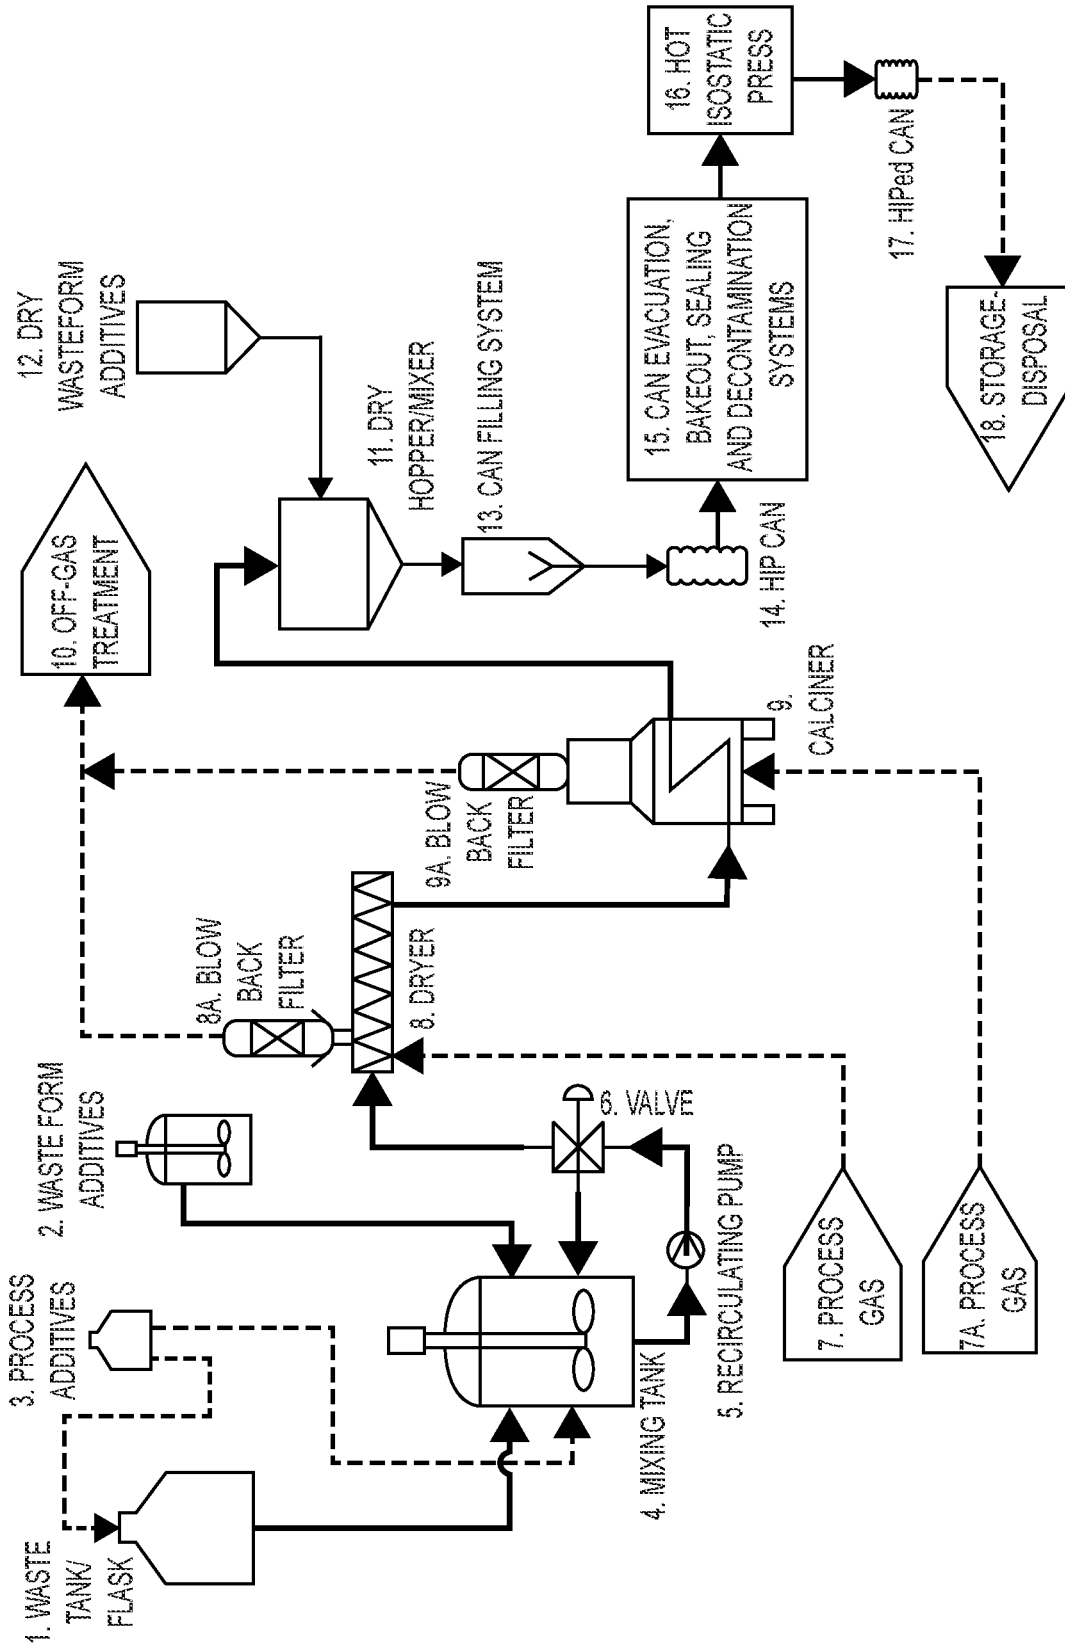 1. WASTE
TANK/
FLASK
3. PROCESS
ADDITIVES
2. WASTE FORM
ADDITIVES
4. MIXING TANK
5. RECIRCULATING PUMP
6. VALVE
7. PROCESS
GAS
7A. PROCESS
GAS
8. DRYER
8A. BLOW
BACK
FILTER
9A. BLOW
BACK
FILTER
9.
CALCINER
10. OFF-GAS
TREATMENT
11. DRY
HOPPER/MIXER
12. DRY
WASTEFORM
ADDITIVES
13. CAN FILLING SYSTEM
14. HIP CAN
15. CAN EVACUATION,
BAKEOUT, SEALING
AND DECONTAMINATION
SYSTEMS
16. HOT
ISOSTATIC
PRESS
17. HIPed CAN
18. STORAGE-
DISPOSAL